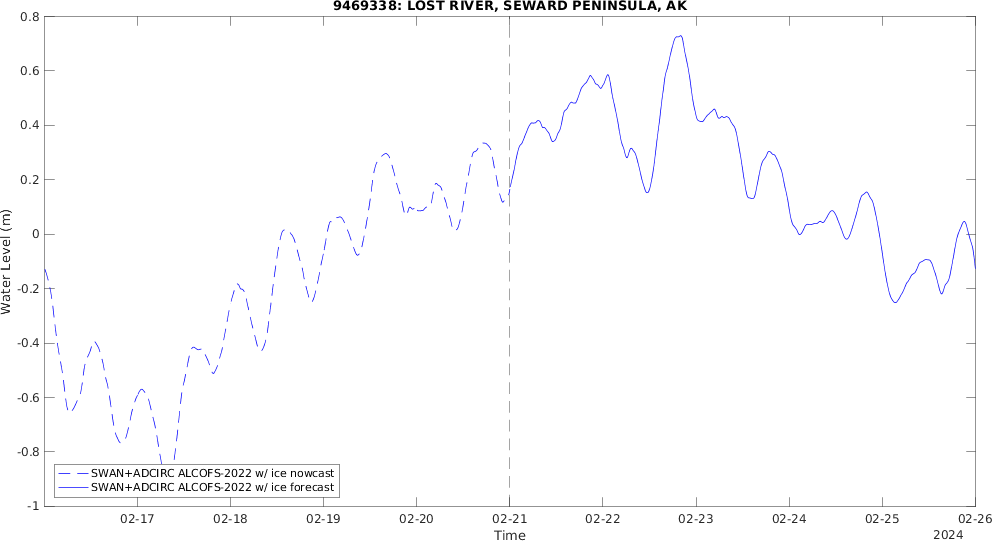 9469338: LOST RIVER, SEWARD PENINSULA, AK
Water Level (m)
0.8
0.6
0.4
0.2
0
-0.2
-0.4
-0.6
-0.8
-1
SWAN+ADCIRC ALCOFS-2022 w/ ice nowcast
SWAN+ADCIRC ALCOFS-2022 w/ ice forecast
02-17 02-18 02-19 02-20 02-21 02-22 02-23 02-24 02-25 02-26
Time
2024